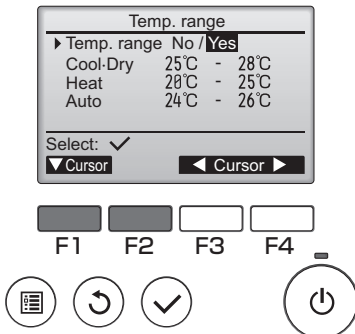 Temp. range
Temp. range No / Yes
Cool·Dry 25℃ - 28℃
Heat 20℃ - 25℃
Auto 24℃ - 26℃
Select: ✓
▼Cursor ◀ Cursor ▶
F1 F2 F3 F4